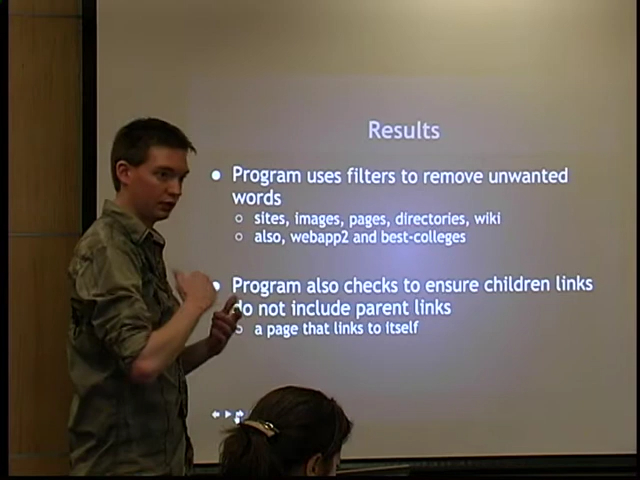 Results
Program uses filters to remove unwanted
words
sites, images, pages, directories, wiki
also, webapp2 and best-colleges
Program also checks to ensure children links
do not include parent links
a page that links to itself